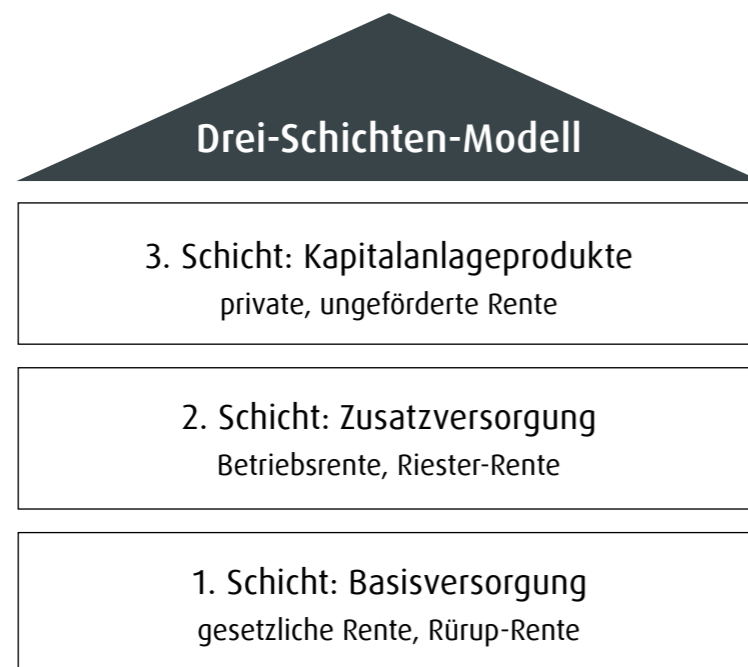 Drei-Schichten-Modell
3. Schicht: Kapitalanlageprodukte
private, ungeförderte Rente
2. Schicht: Zusatzversorgung
Betriebsrente, Riester-Rente
1. Schicht: Basisversorgung
gesetzliche Rente, Rürup-Rente